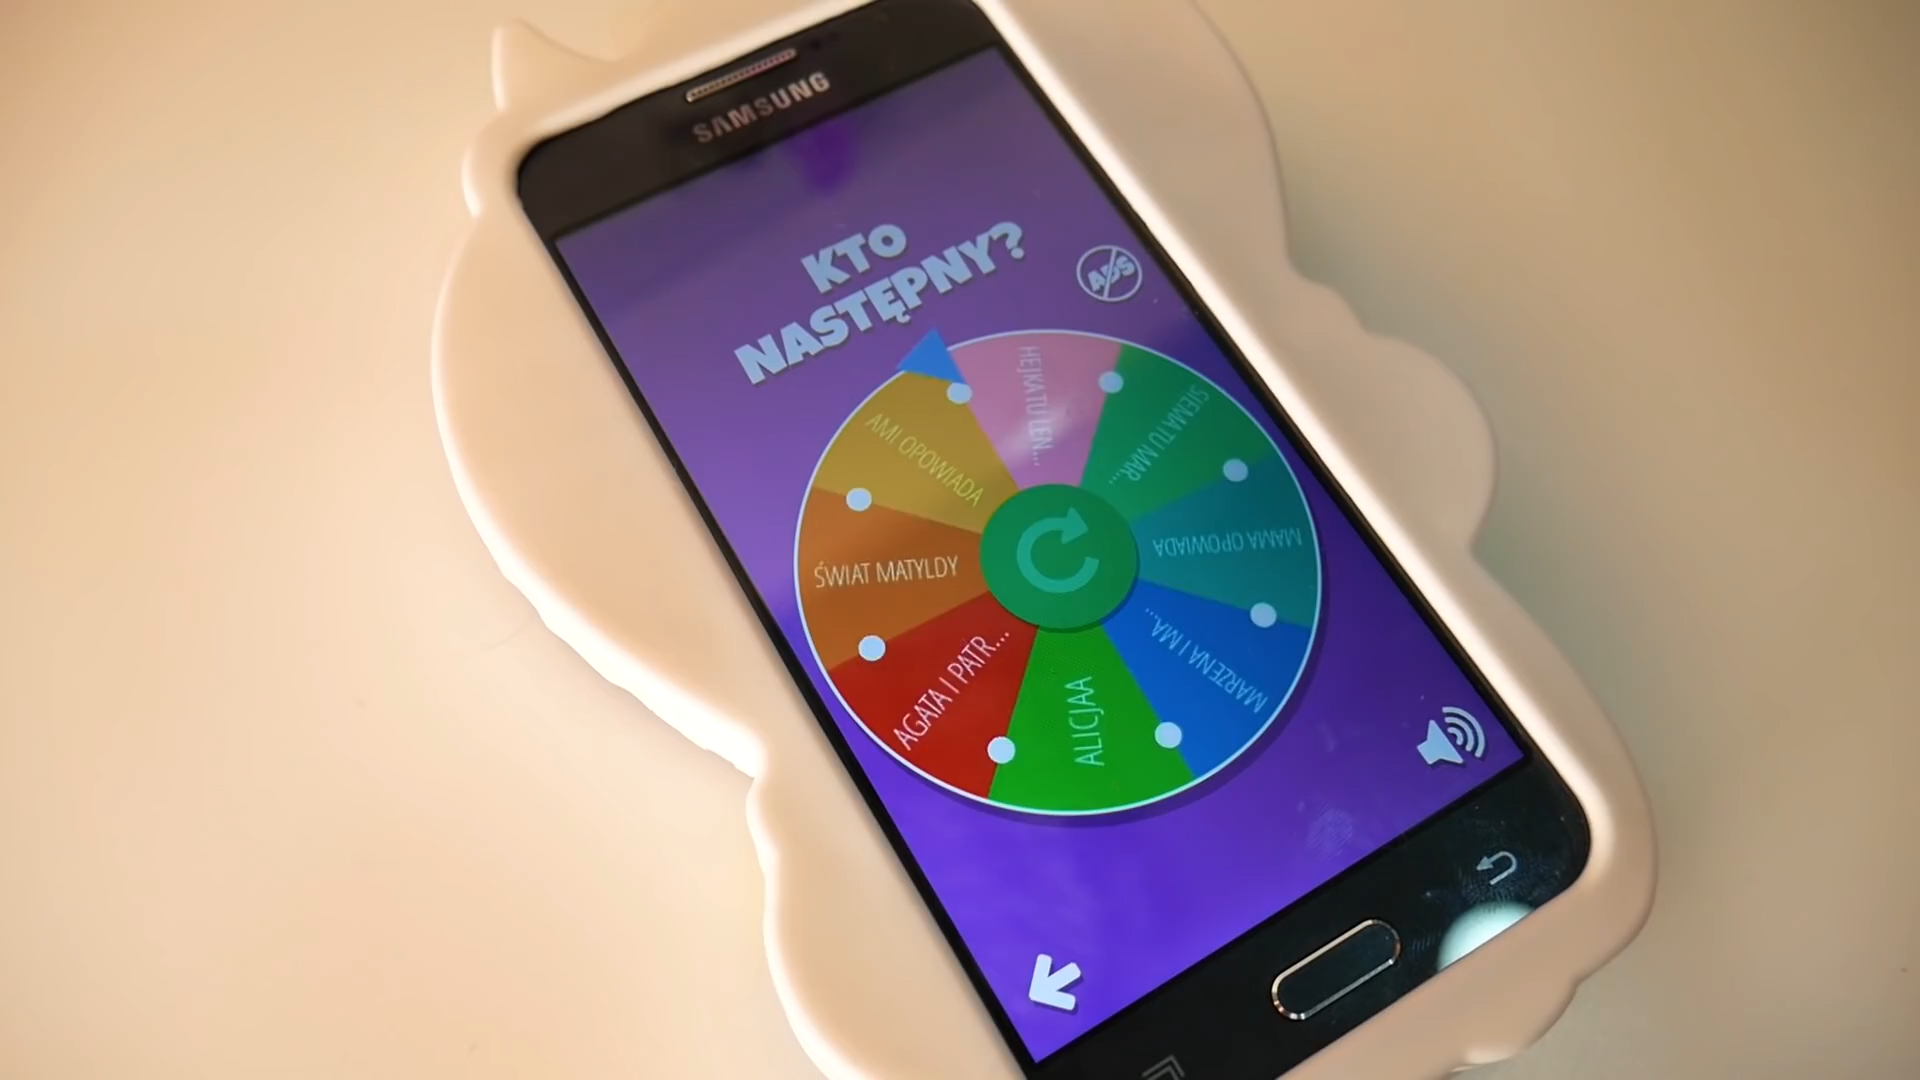 SAMSUNG
KTO
NASTĘPNY?
ADS
HEJKA TU LEN...
SIEMA TU MAR...
MAMA OPOWIADA
MARZENA I MA...
ALICJAA
AGATA I PATR...
ŚWIAT MATYLDY
AMI OPOWIADA